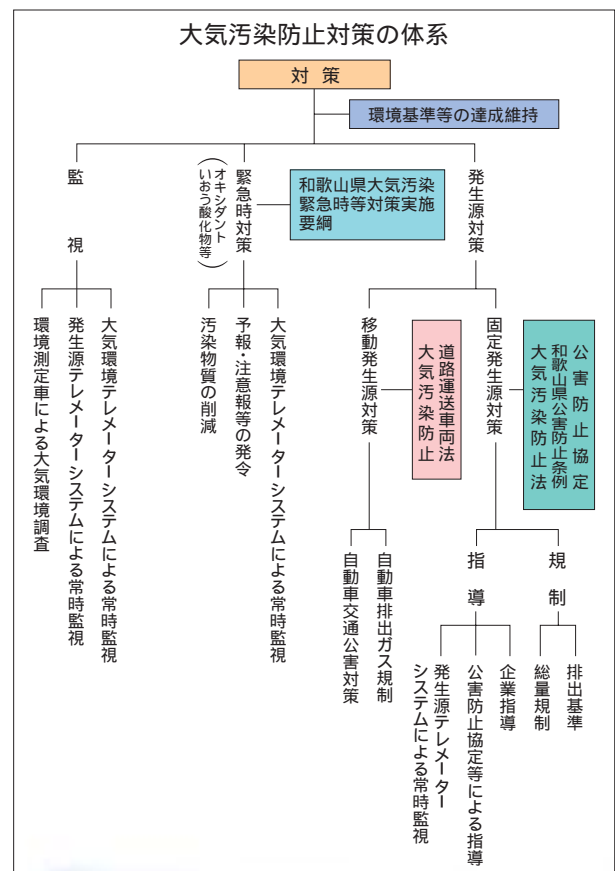 大気汚染防止対策の体系
対策
環境基準等の達成維持
発生源対策
和歌山県大気汚染
緊急時等対策実施
要綱
緊急時対策
(オキシダント
いおう酸化物等)
監視
公害防止協定
和歌山県公害防止条例
大気汚染防止法
固定発生源対策
道路運送車両法
大気汚染防止
移動発生源対策
大気環境テレメーターシステムによる常時監視
予報・注意報等の発令
汚染物質の削減
大気環境テレメーターシステムによる常時監視
発生源テレメーターシステムによる常時監視
環境測定車による大気環境調査
規制
指導
自動車排出ガス規制
自動車交通公害対策
排出基準
総量規制
企業指導
公害防止協定等による指導
発生源テレメーター
システムによる常時監視